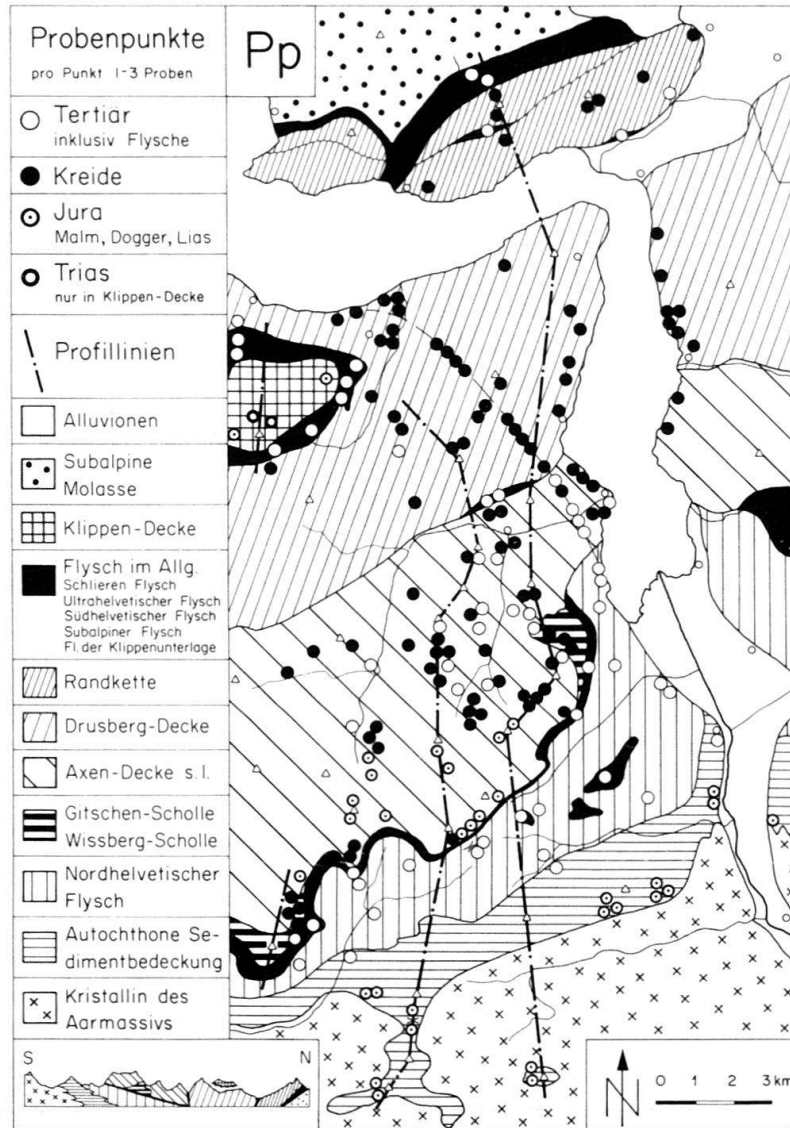 Probenpunkte
pro Punkt 1-3 Proben
Pp
Tertiär
inklusiv Flysche
Kreide
Jura
Malm, Dogger, Lias
Trias
nur in Klippen-Decke
Profillinien
Alluvionen
Subalpine
Molasse
Klippen-Decke
Flysch im Allg.
Schlieren Flysch
Ultrahelvetischer Flysch
Südhelvetischer Flysch
Subalpiner Flysch
Fl. der Klippenunterlage
Randkette
Drusberg-Decke
Axen-Decke s.l.
Gitschen-Scholle
Wissberg-Scholle
Nordhelvetischer
Flysch
Autochthone Se-
dimentbedeckung
Kristallin des
Aarmassivs
S N
N
0 1 2 3 km